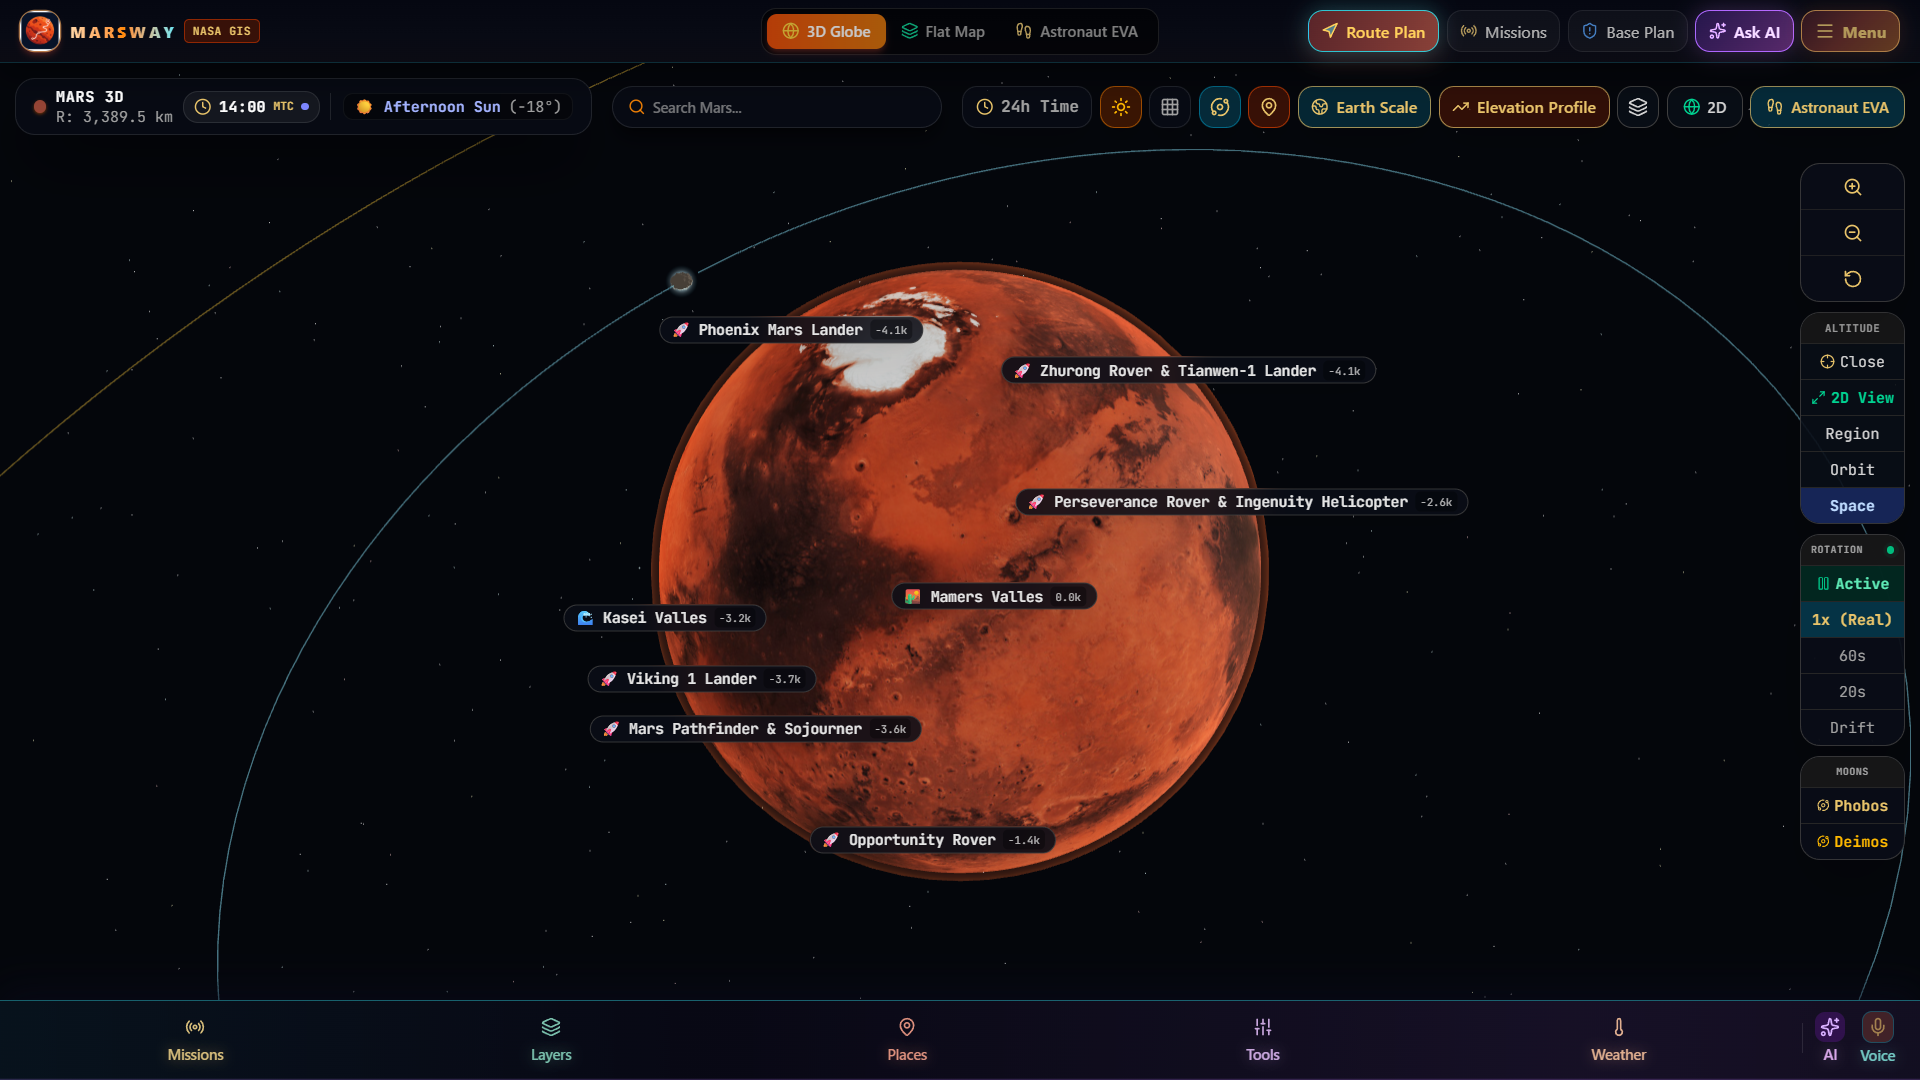 MARSWAY NASA GIS
3D Globe Flat Map Astronaut EVA
Route Plan Missions Base Plan Ask AI Menu
MARS 3D
R: 3,389.5 km
14:00 MTC
Afternoon Sun (-18°)
Search Mars...
24h Time
Earth Scale Elevation Profile 2D Astronaut EVA
Phoenix Mars Lander -4.1k
Zhurong Rover & Tianwen-1 Lander -4.1k
Perseverance Rover & Ingenuity Helicopter -2.6k
Mamers Valles 0.0k
Kasei Valles -3.2k
Viking 1 Lander -3.7k
Mars Pathfinder & Sojourner -3.6k
Opportunity Rover -1.4k
ALTITUDE
Close
2D View
Region
Orbit
Space
ROTATION
Active
1x (Real)
60s
20s
Drift
MOONS
Phobos
Deimos
Missions Layers Places Tools Weather AI Voice